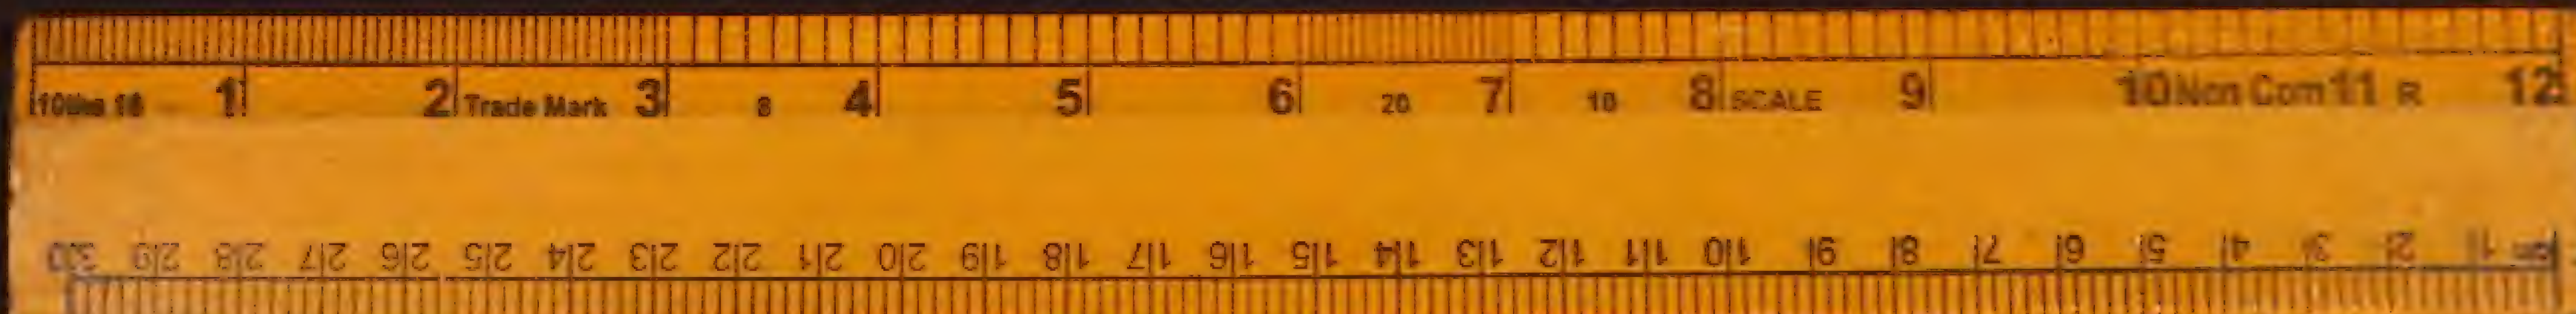 10ths 16 1 2 Trade Mark 3 8 4 5 6 20 7 10 8 SCALE 9 10 Non Com 11 R 12
cm 1 2 3 4 5 6 7 8 9 10 11 12 13 14 15 16 17 18 19 20 21 22 23 24 25 26 27 28 29 30